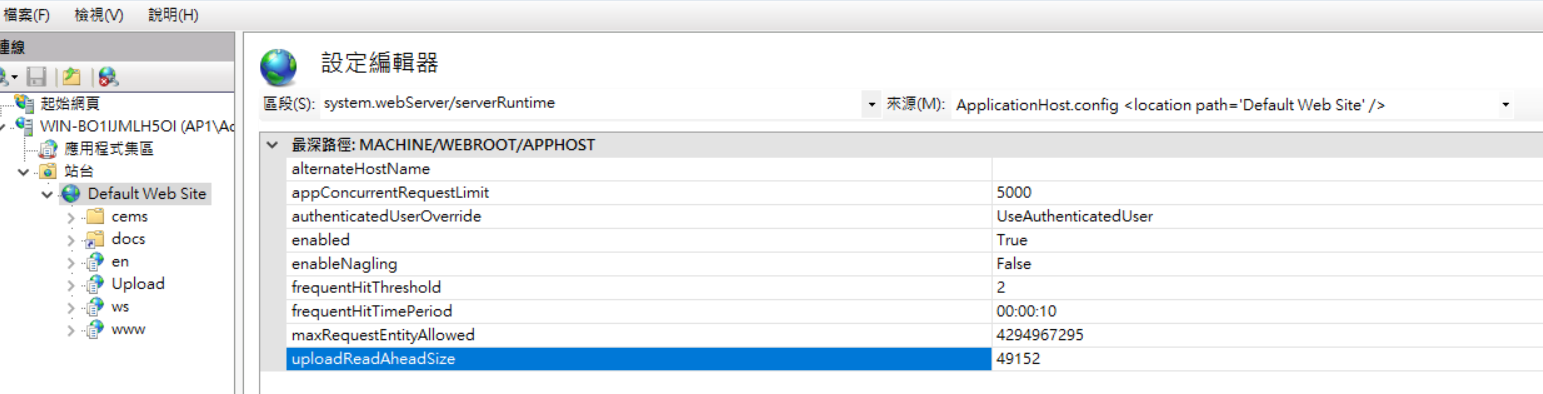 檔案(F) 檢視(V) 說明(H)
連線
起始網頁
WIN-BO1IJMLH5OI (AP1\Ac
應用程式集區
站台
Default Web Site
cems
docs
en
Upload
ws
www
設定編輯器
區段(S): system.webServer/serverRuntime 來源(M): ApplicationHost.config <location path='Default Web Site' />
最深路徑: MACHINE/WEBROOT/APPHOST
alternateHostName
appConcurrentRequestLimit 5000
authenticatedUserOverride UseAuthenticatedUser
enabled True
enableNagling False
frequentHitThreshold 2
frequentHitTimePeriod 00:00:10
maxRequestEntityAllowed 4294967295
uploadReadAheadSize 49152